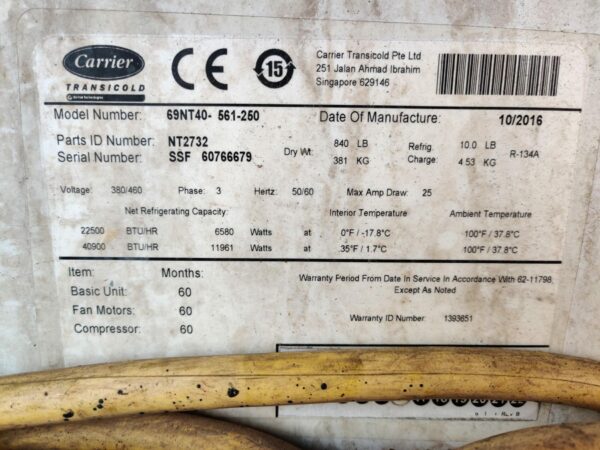 Carrier
TRANSICOLD
CE
15
Carrier Transicold Pte Ltd
251 Jalan Ahmad Ibrahim
Singapore 629146
Model Number: 69NT40- 561-250
Date Of Manufacture: 10/2016
Parts ID Number: NT2732
Serial Number: SSF 60766679
Dry Wt: 840 LB
381 KG
Refrig. Charge: 10.0 LB
4.53 KG
R-134A
Voltage: 380/460 Phase: 3 Hertz: 50/60 Max Amp Draw: 25
Net Refrigerating Capacity: Interior Temperature Ambient Temperature
22500 BTU/HR 6580 Watts at 0°F / -17.8°C 100°F / 37.8°C
40900 BTU/HR 11961 Watts at 35°F / 1.7°C 100°F / 37.8°C
Item: Months:
Basic Unit: 60
Fan Motors: 60
Compressor: 60
Warranty Period From Date In Service In Accordance With 62-11798
Except As Noted
Warranty ID Number: 1393651